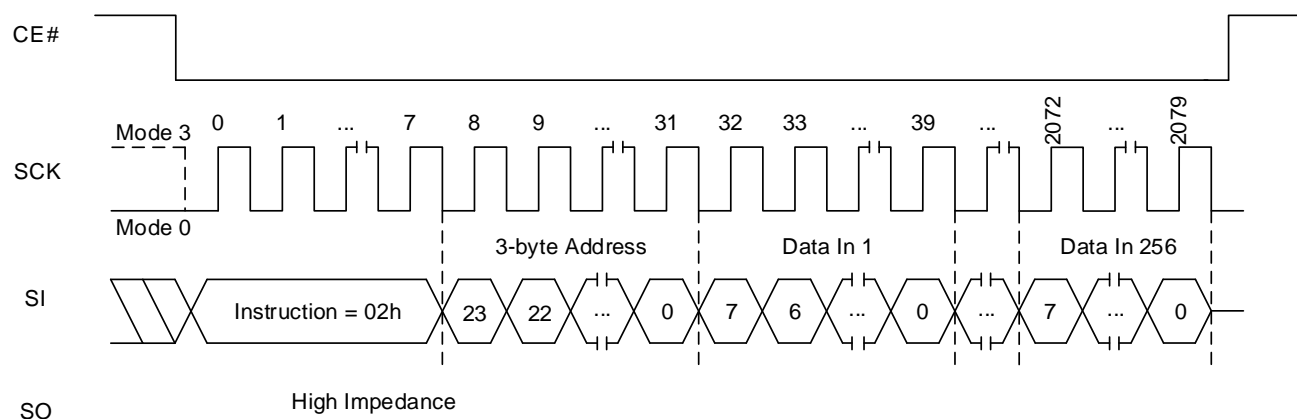 CE#
0 1 ... 7 8 9 ... 31 32 33 ... 39 ... 2072 ... 2079
Mode 3
SCK
Mode 0
3-byte Address Data In 1 Data In 256
SI Instruction = 02h 23 22 ... 0 7 6 ... 0 ... 7 ... 0
High Impedance
SO